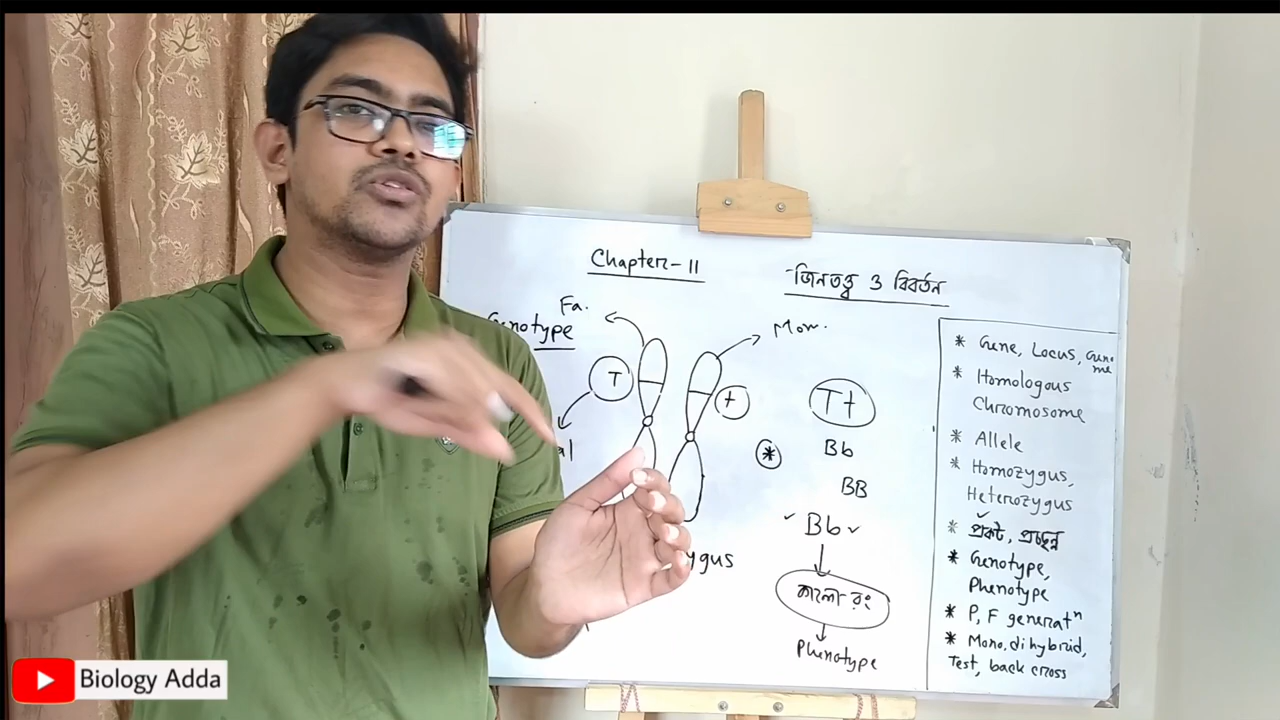 Chapter-11
জিনতত্ত্ব ও বিবর্তন
Fa.
Mom.
Genotype
T
t
Tt
Bb
BB
Bb
কালো রং
Phenotype
* Gene, Locus, Genome
* Homologous
Chromosome
* Allele
* Homozygus,
Heterozygus
* প্রকট, প্রচ্ছন্ন
* Genotype,
Phenotype
* P, F generatⁿ
* Mono, dihybrid,
Test, back cross
Biology Adda